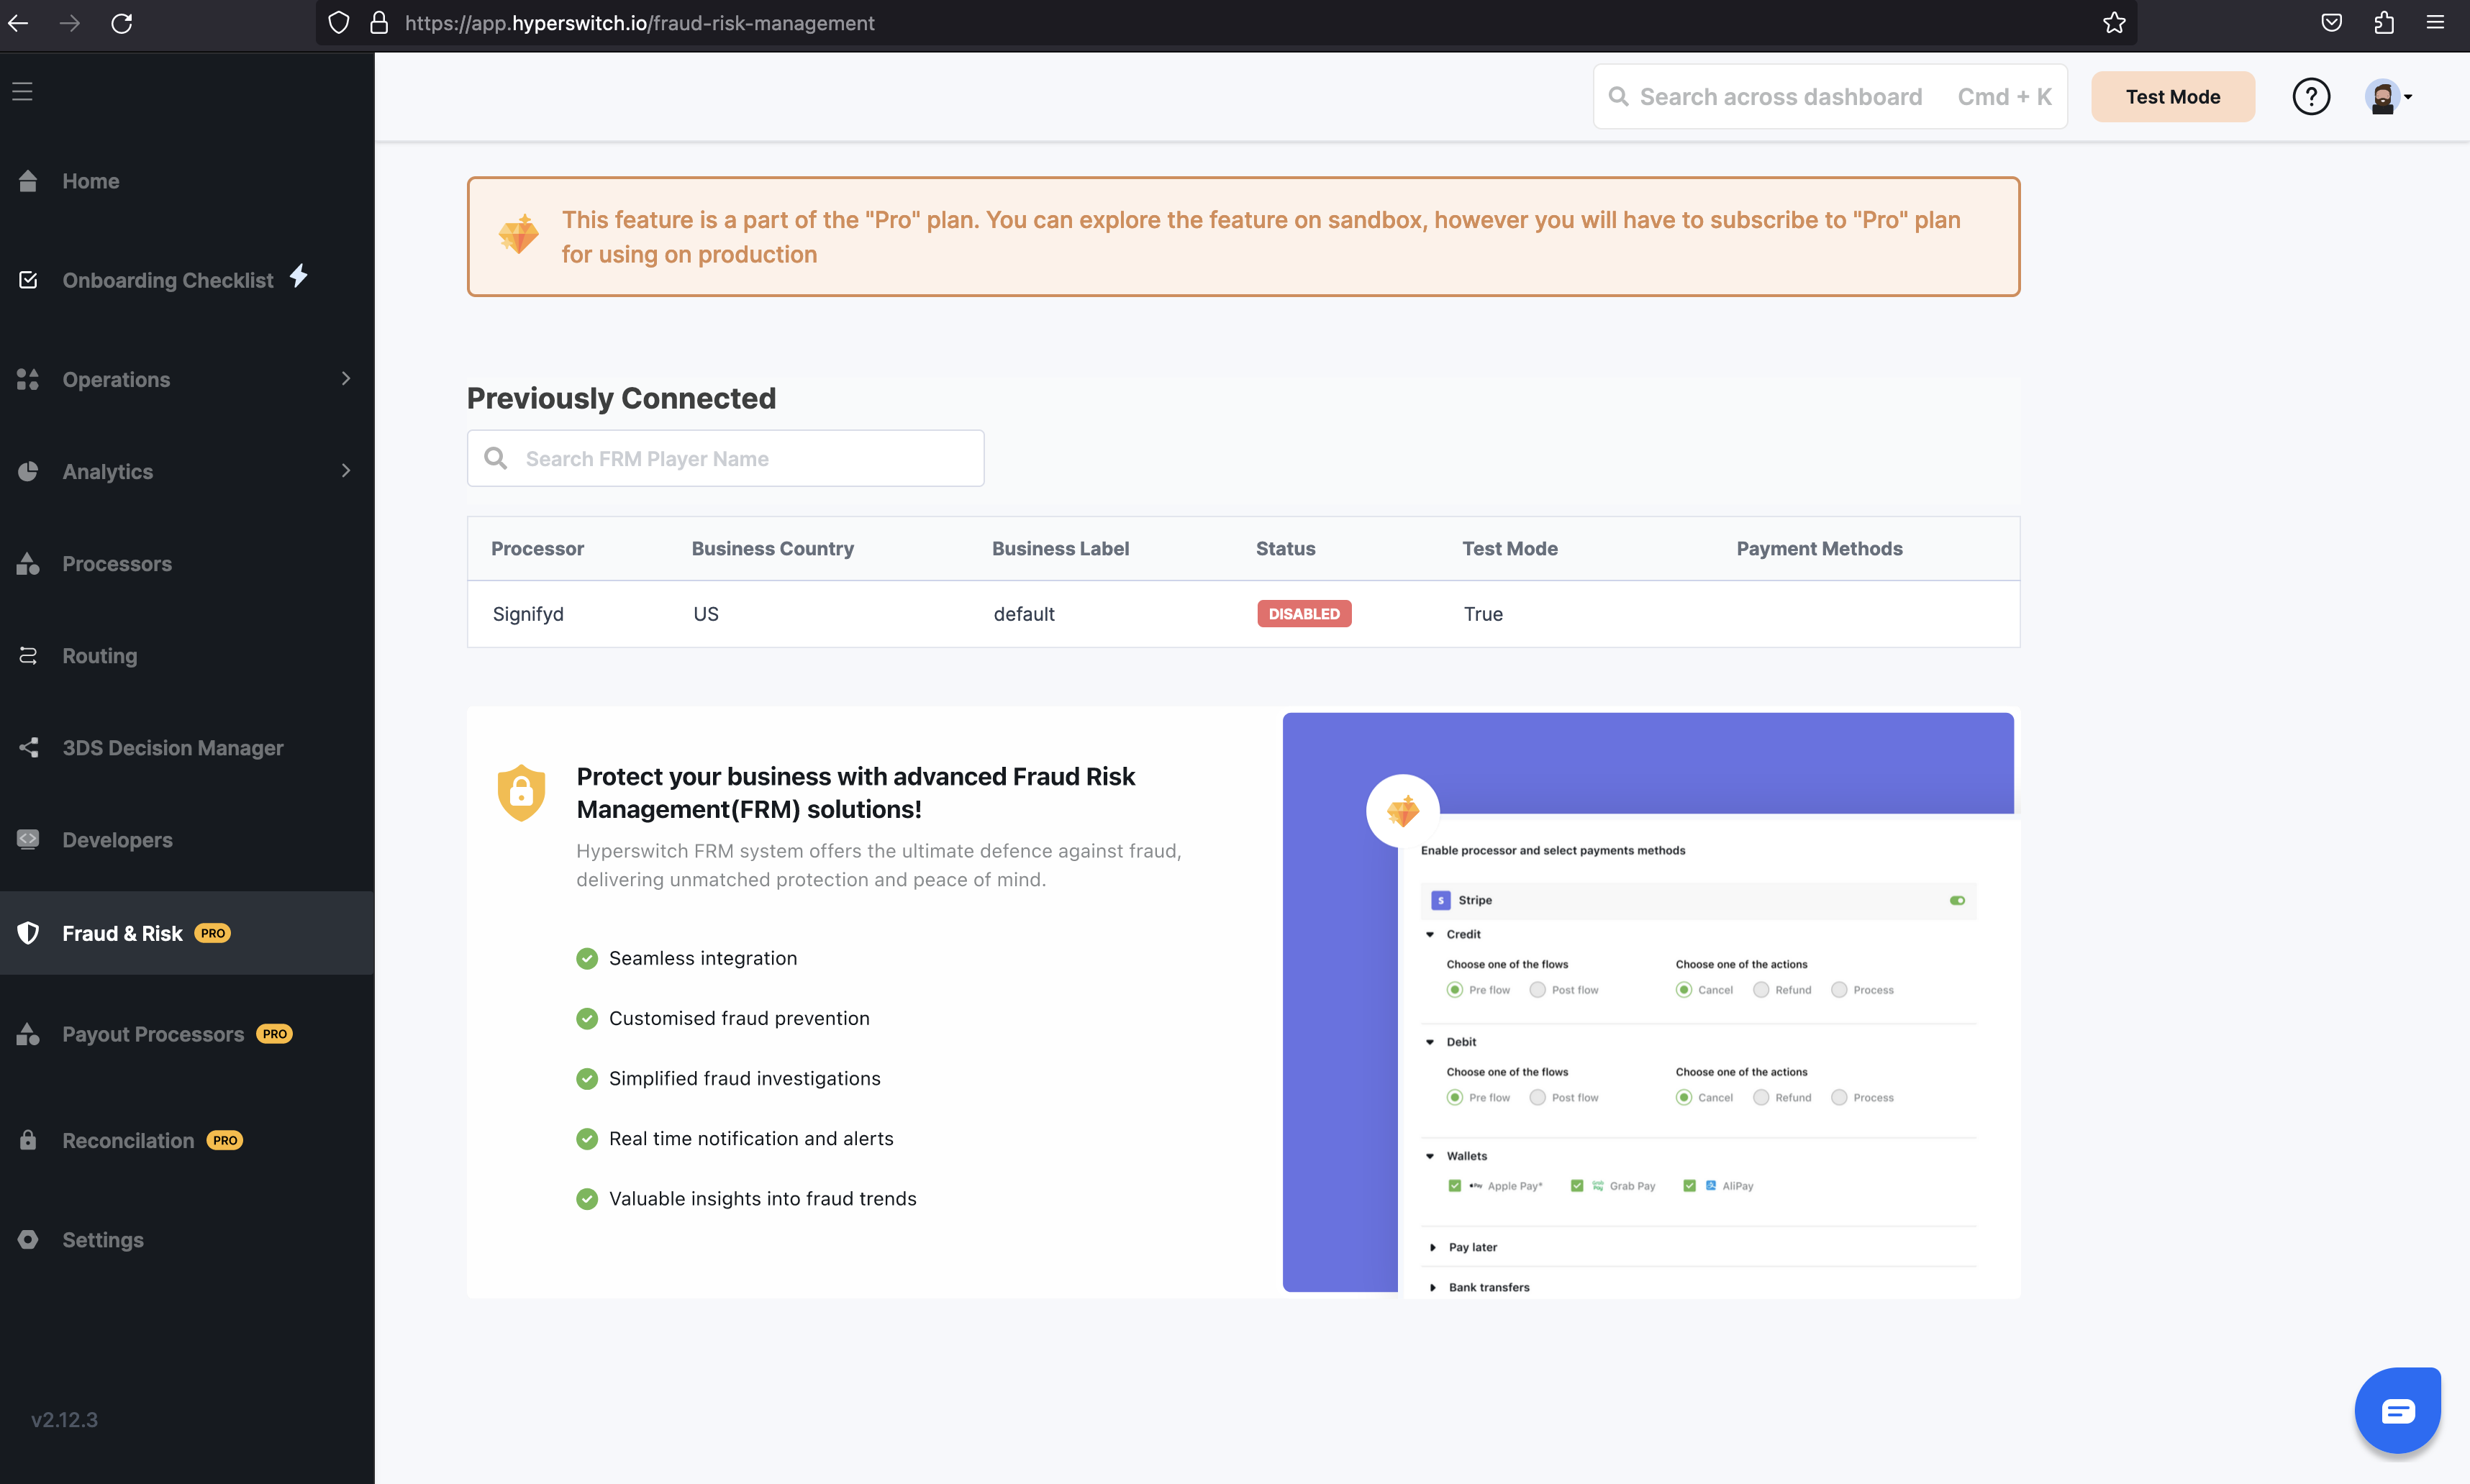 https://app.hyperswitch.io/fraud-risk-management
Search across dashboard Cmd + K
Test Mode
Home
Onboarding Checklist
Operations
Analytics
Processors
Routing
3DS Decision Manager
Developers
Fraud & Risk PRO
Payout Processors PRO
Reconcilation PRO
Settings
v2.12.3
This feature is a part of the "Pro" plan. You can explore the feature on sandbox, however you will have to subscribe to "Pro" plan
for using on production
Previously Connected
Search FRM Player Name
Processor Business Country Business Label Status Test Mode Payment Methods
Signifyd US default DISABLED True
Protect your business with advanced Fraud Risk
Management(FRM) solutions!
Hyperswitch FRM system offers the ultimate defence against fraud,
delivering unmatched protection and peace of mind.
Seamless integration
Customised fraud prevention
Simplified fraud investigations
Real time notification and alerts
Valuable insights into fraud trends
Enable processor and select payments methods
S Stripe
Credit
Choose one of the flows Choose one of the actions
Pre flow Post flow Cancel Refund Process
Debit
Choose one of the flows Choose one of the actions
Pre flow Post flow Cancel Refund Process
Wallets
Apple Pay* Grab Pay AliPay
Pay later
Bank transfers